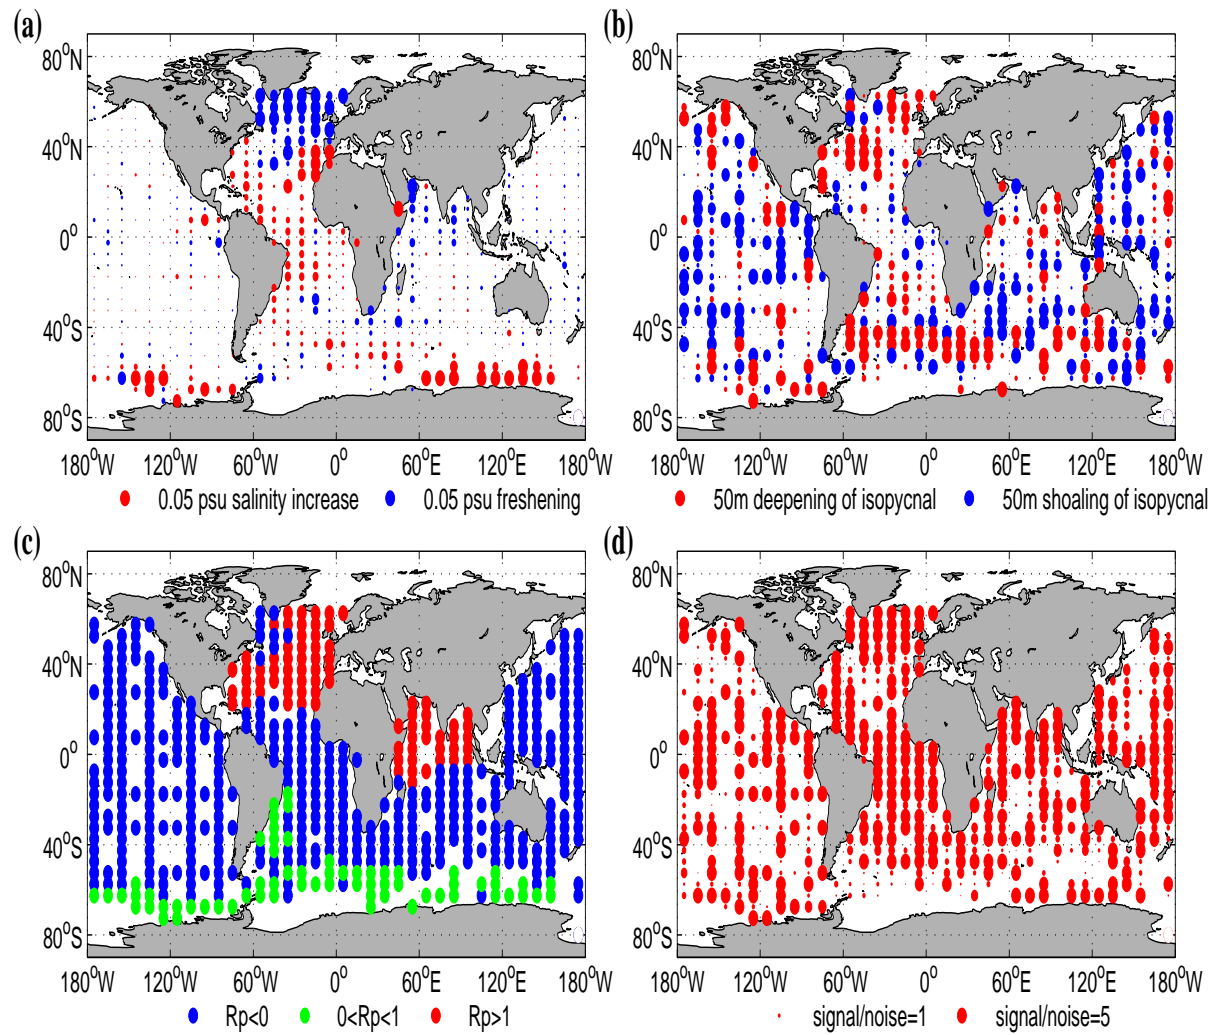 (a)
(b)
80°N
40°N
0°
40°S
80°S
180°W 120°W 60°W 0° 60°E 120°E 180°W
0.05 psu salinity increase
0.05 psu freshening
80°N
40°N
0°
40°S
80°S
180°W 120°W 60°W 0° 60°E 120°E 180°W
50m deepening of isopycnal
50m shoaling of isopycnal
(c)
(d)
80°N
40°N
0°
40°S
80°S
180°W 120°W 60°W 0° 60°E 120°E 180°W
Rp<0
0<Rp<1
Rp>1
80°N
40°N
0°
40°S
80°S
180°W 120°W 60°W 0° 60°E 120°E 180°W
signal/noise=1
signal/noise=5